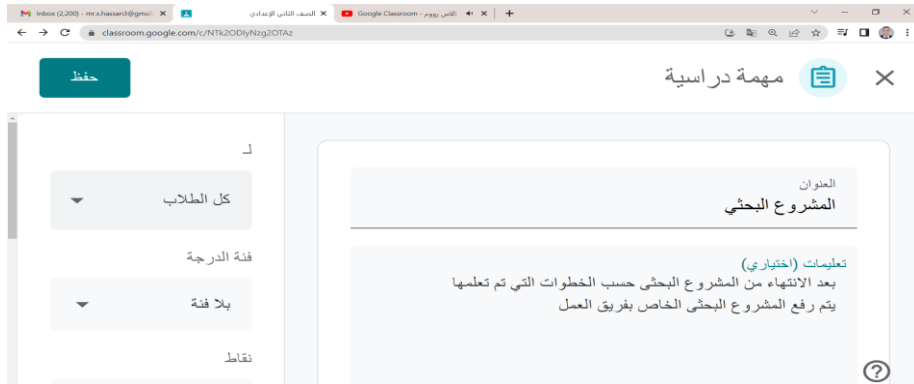 Inbox (2,200) - mr.s.hassan3@gmail
الصف الثاني الإعدادي
Google Classroom - كلاس رووم
classroom.google.com/c/NTk2ODIyNzg2OTAz
مهمة دراسية
حفظ
العنوان
المشروع البحثي
تعليمات (اختياري)
بعد الانتهاء من المشروع البحثى حسب الخطوات التي تم تعلمها
يتم رفع المشروع البحثى الخاص بفريق العمل
لـ
كل الطلاب
فئة الدرجة
بلا فئة
نقاط